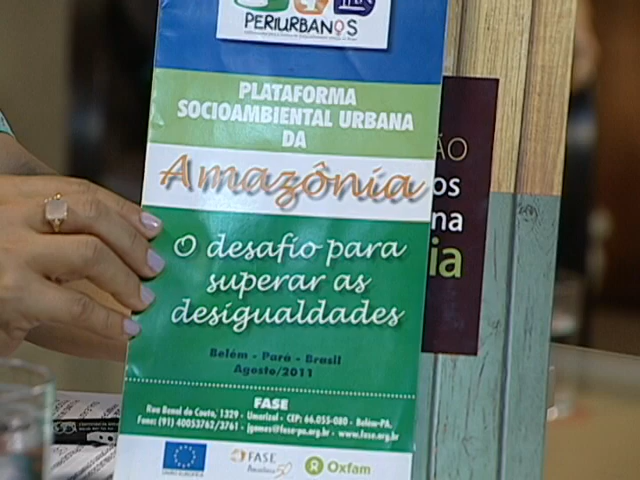 PERIURBANOS
PLATAFORMA
SOCIOAMBIENTAL URBANA
DA
Amazônia
O desafio para
superar as
desigualdades
Belém - Pará - Brasil
Agosto/2011
FASE
Rua Bernal do Couto, 1329 - Umarizal - CEP: 66.055-080 - Belém-PA.
Fones: (91) 40053762/3761 - jgomes@fase-pa.org.br - www.fase.org.br
FASE
Oxfam
ÃO
os
na
ia